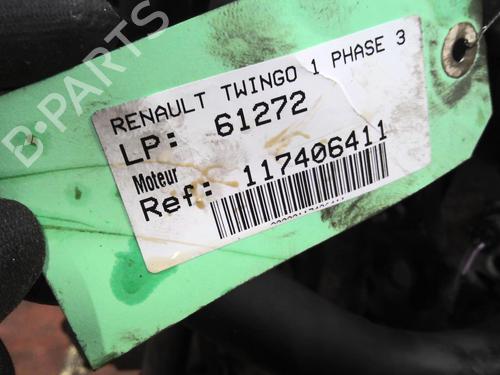 B-PARTS
RENAULT TWINGO 1 PHASE 3
LP: 61272
Moteur
Ref: 117406411